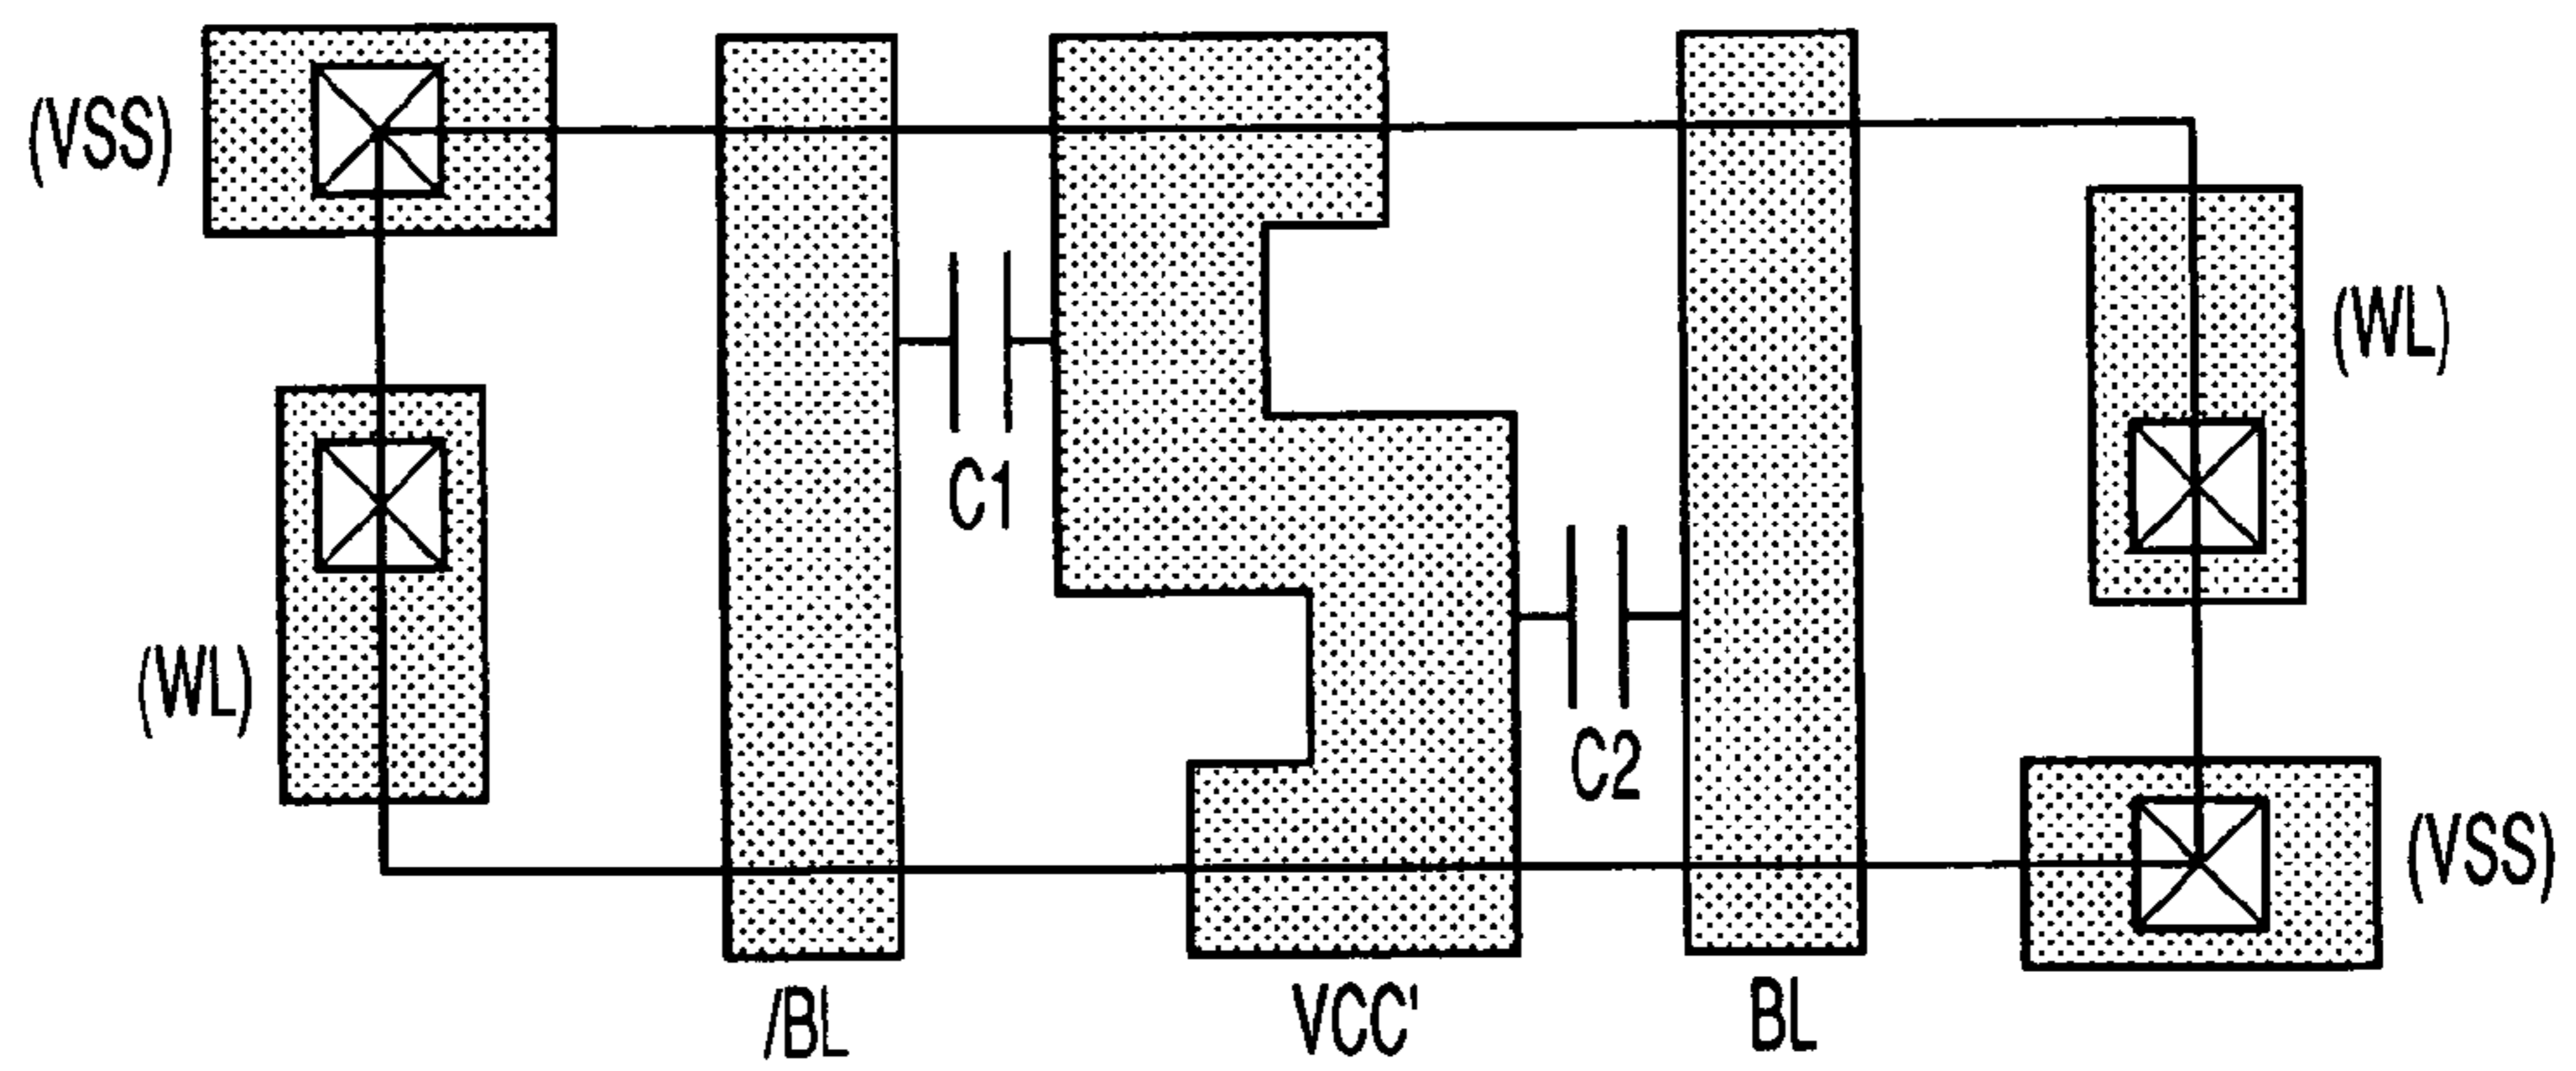 (VSS)
(WL)
C1
(WL)
C2
(VSS)
/BL
VCC'
BL